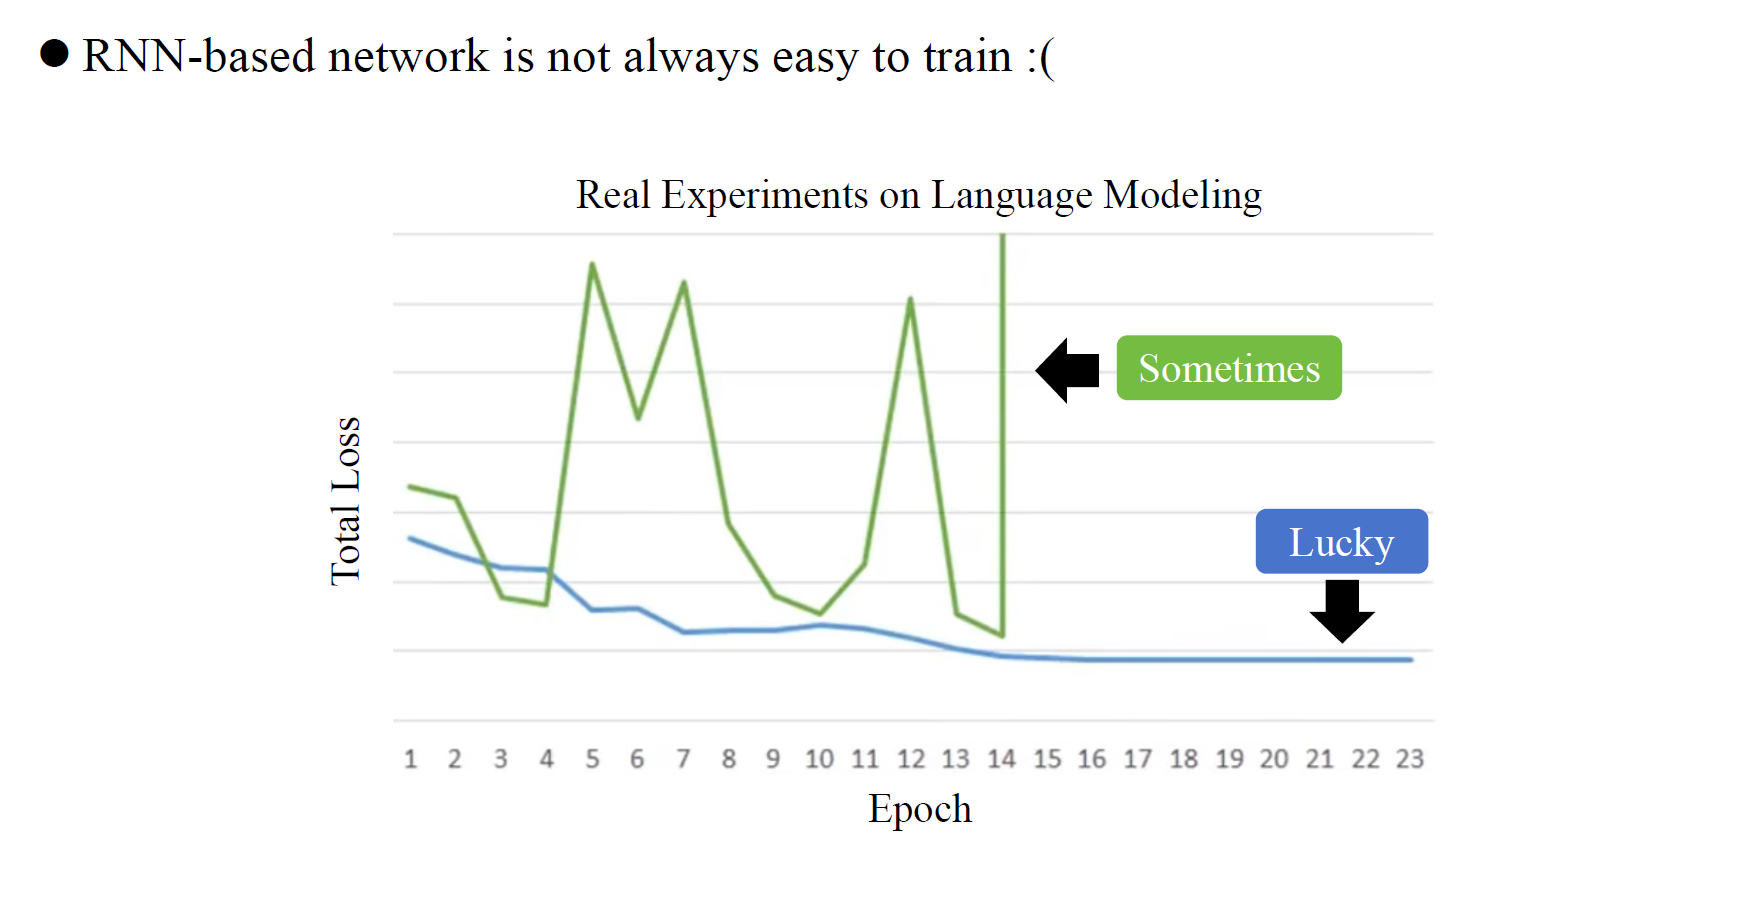 ● RNN-based network is not always easy to train :(
Real Experiments on Language Modeling
Sometimes
Lucky
Total Loss
1 2 3 4 5 6 7 8 9 10 11 12 13 14 15 16 17 18 19 20 21 22 23
Epoch